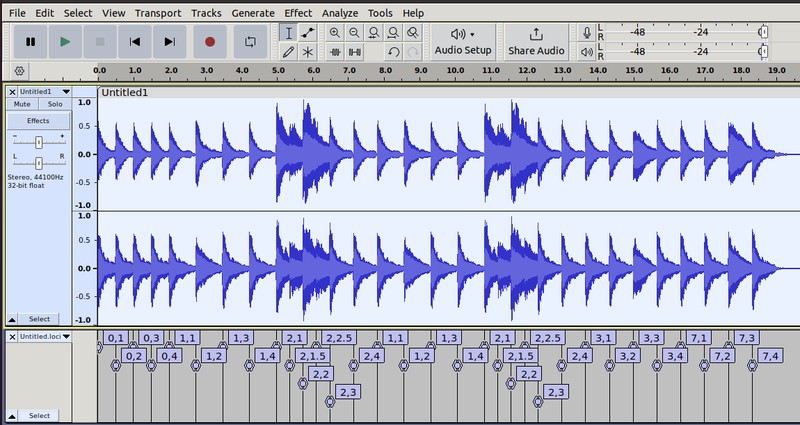 File Edit Select View Transport Tracks Generate Effect Analyze Tools Help
Audio Setup Share Audio
L R -48 -24
L R -48 -24
0.0 1.0 2.0 3.0 4.0 5.0 6.0 7.0 8.0 9.0 10.0 11.0 12.0 13.0 14.0 15.0 16.0 17.0 18.0 19.0
Untitled1 Untitled1
Mute Solo
Effects
- +
L R
Stereo, 44100Hz
32-bit float
1.0
0.5
0.0
-0.5
-1.0
1.0
0.5
0.0
-0.5
-1.0
Select
Untitled.loci
0,1 0,3 1,1 1,3 2,1 2,2.5 1,1 1,3 2,1 2,2.5 3,1 3,3 7,1 7,3
0,2 0,4 1,2 1,4 2,1.5 2,4 1,2 1,4 2,1.5 2,4 3,2 3,4 7,2 7,4
2,2 2,2
2,3 2,3
Select